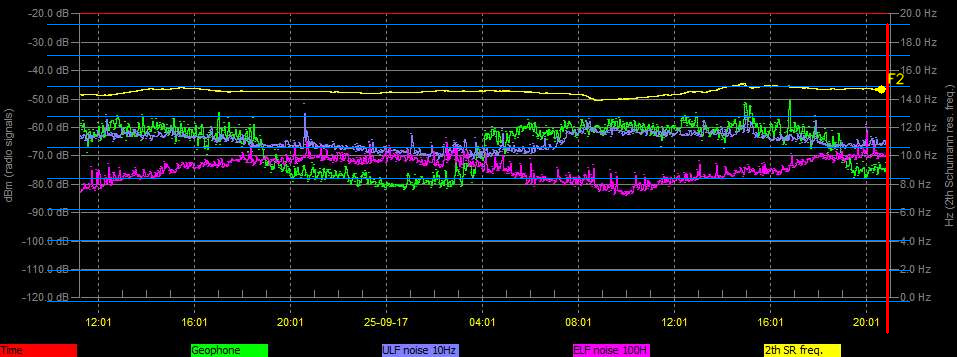 -20.0 dB
20.0 Hz
-30.0 dB
18.0 Hz
-40.0 dB
16.0 Hz
F2
-50.0 dB
14.0 Hz
-60.0 dB
12.0 Hz
-70.0 dB
10.0 Hz
-80.0 dB
8.0 Hz
-90.0 dB
6.0 Hz
-100.0 dB
4.0 Hz
-110.0 dB
2.0 Hz
-120.0 dB
0.0 Hz
dBm (radio signals)
Hz (2th Schumann res. freq.)
12:01 16:01 20:01 25-09-17 04:01 08:01 12:01 16:01 20:01
Time Geophone ULF noise 10Hz ELF noise 100H 2th SR freq.